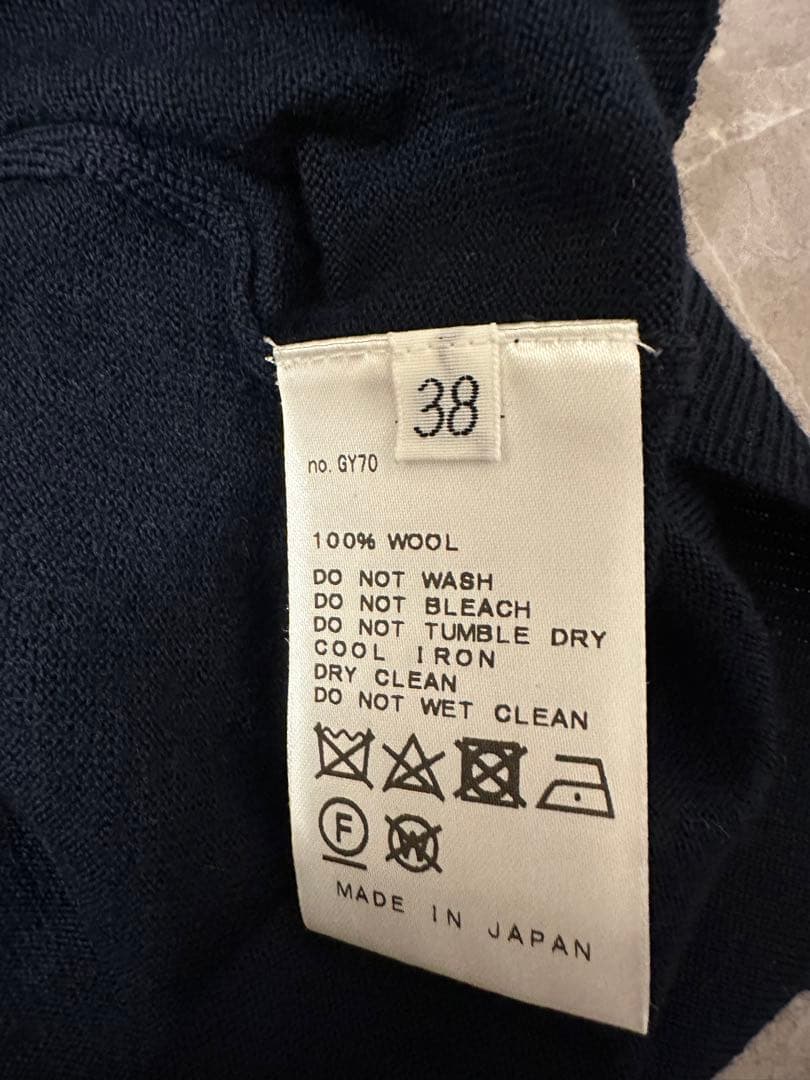 38
no. GY70
100% WOOL
DO NOT WASH
DO NOT BLEACH
DO NOT TUMBLE DRY
COOL IRON
DRY CLEAN
DO NOT WET CLEAN
F
W
MADE IN JAPAN